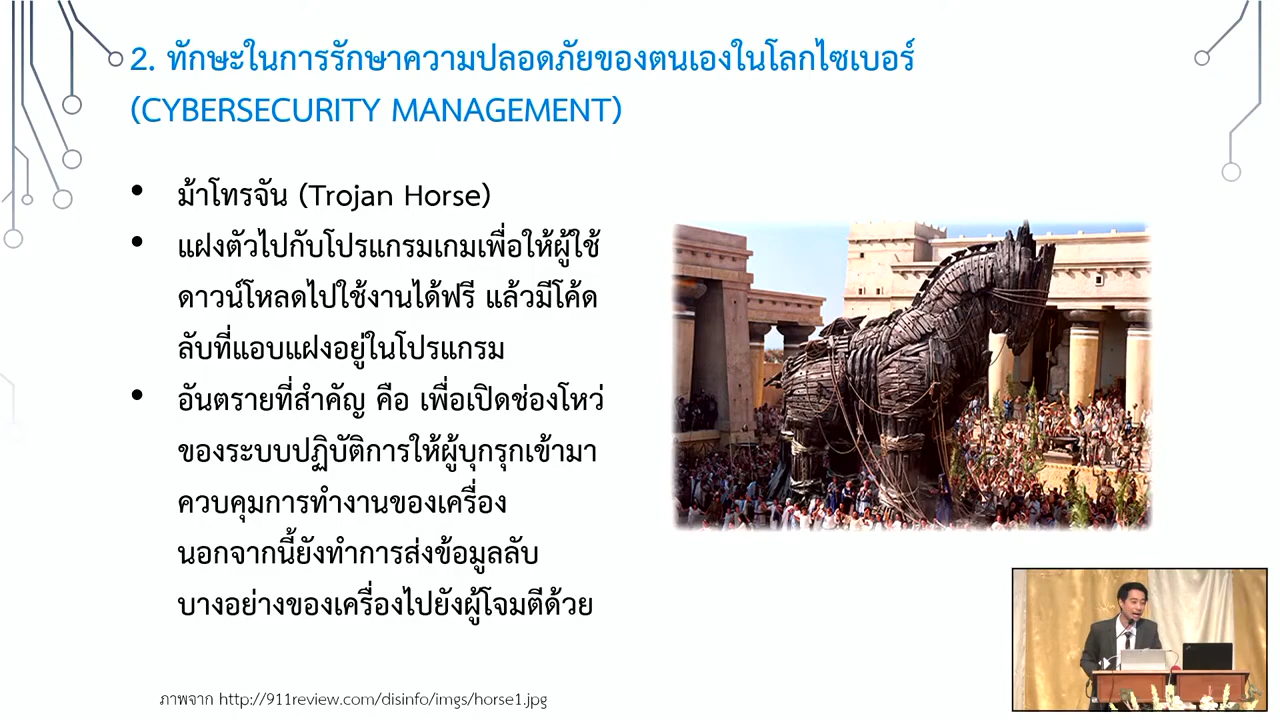 2. ทักษะในการรักษาความปลอดภัยของตนเองในโลกไซเบอร์
(CYBERSECURITY MANAGEMENT)
• ม้าโทรจัน (Trojan Horse)
• แฝงตัวไปกับโปรแกรมเกมเพื่อให้ผู้ใช้
ดาวน์โหลดไปใช้งานได้ฟรี แล้วมีโค้ด
ลับที่แอบแฝงอยู่ในโปรแกรม
• อันตรายที่สำคัญ คือ เพื่อเปิดช่องโหว่
ของระบบปฏิบัติการให้ผู้บุกรุกเข้ามา
ควบคุมการทำงานของเครื่อง
นอกจากนี้ยังทำการส่งข้อมูลลับ
บางอย่างของเครื่องไปยังผู้โจมตีด้วย
ภาพจาก http://911review.com/disinfo/imgs/horse1.jpg